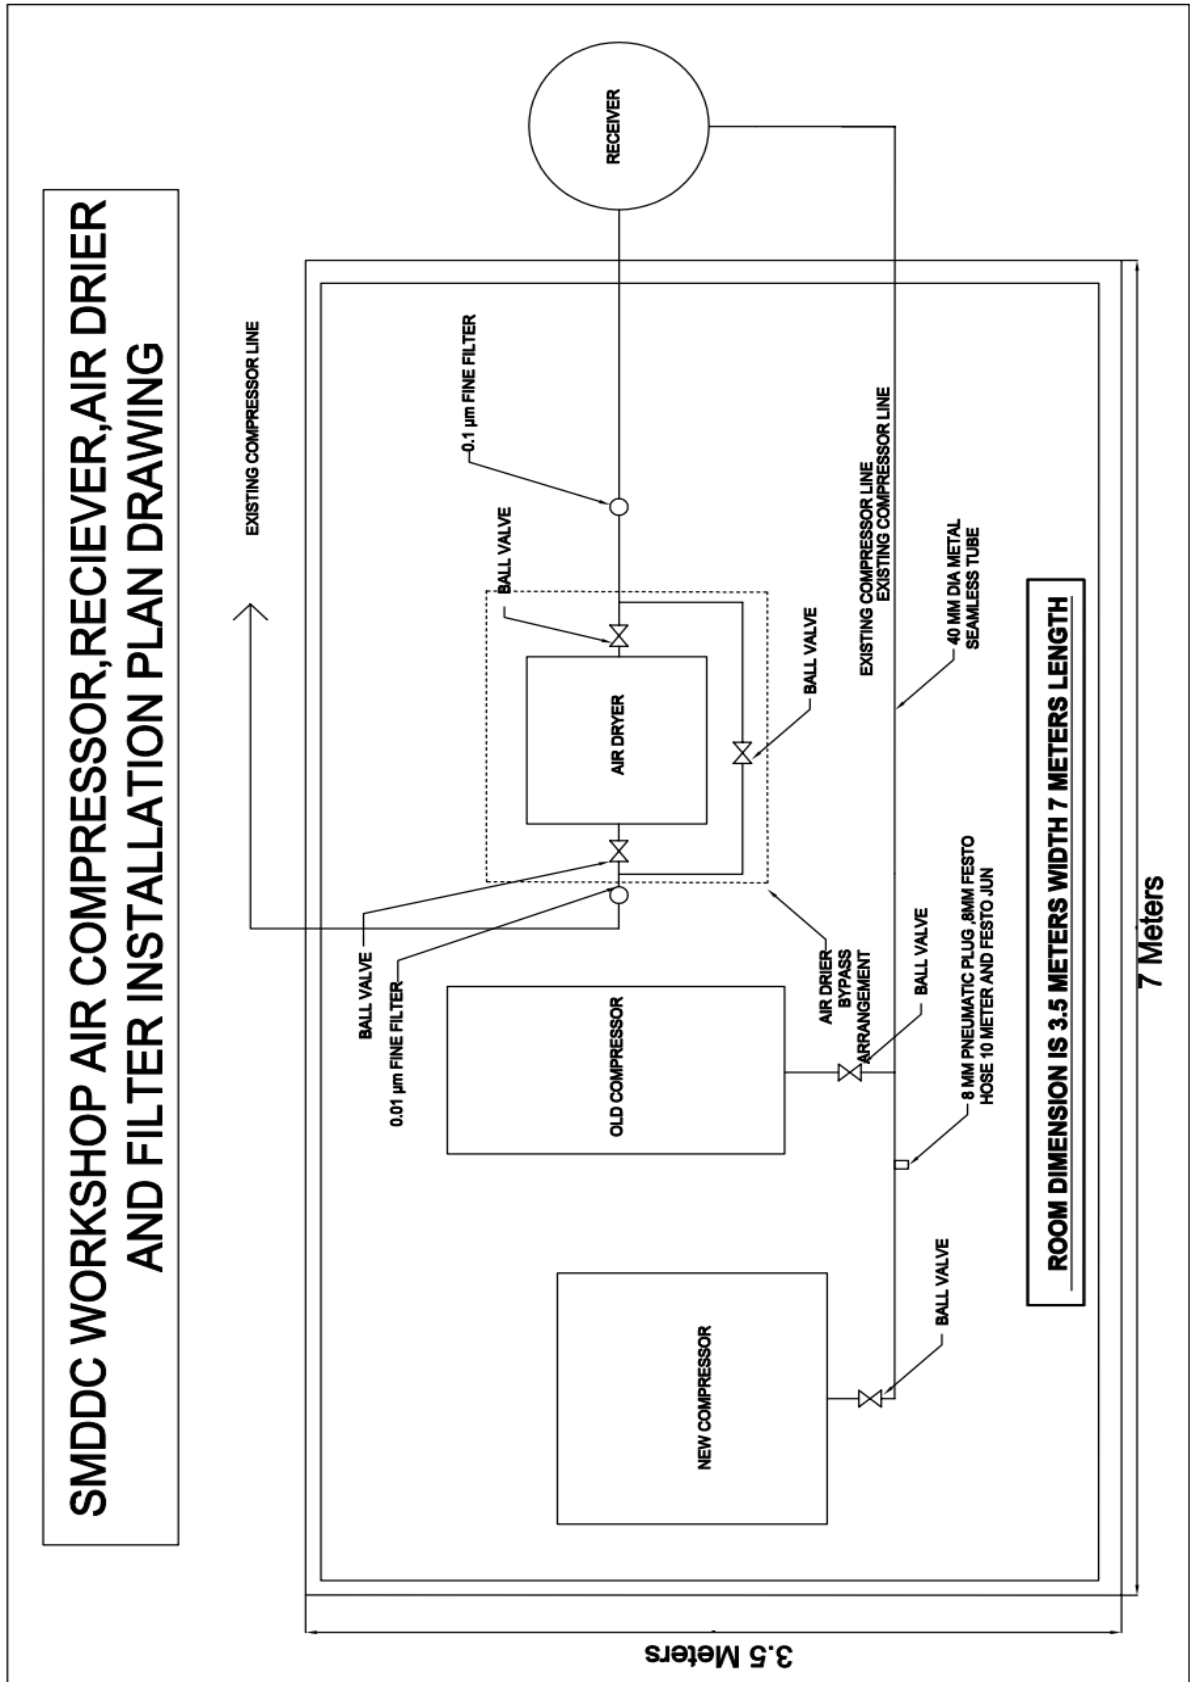 SMDDC WORKSHOP AIR COMPRESSOR,RECIEVER,AIR DRIER
AND FILTER INSTALLATION PLAN DRAWING
EXISTING COMPRESSOR LINE
RECEIVER
0.1 µm FINE FILTER
BALL VALVE
AIR DRYER
BALL VALVE
BALL VALVE
0.01 µm FINE FILTER
AIR DRIER
BYPASS
ARRANGEMENT
OLD COMPRESSOR
BALL VALVE
EXISTING COMPRESSOR LINE
EXISTING COMPRESSOR LINE
40 MM DIA METAL
SEAMLESS TUBE
8 MM PNEUMATIC PLUG ,8MM FESTO
HOSE 10 METER AND FESTO JUN
NEW COMPRESSOR
BALL VALVE
ROOM DIMENSION IS 3.5 METERS WIDTH 7 METERS LENGTH
7 Meters
3.5 Meters